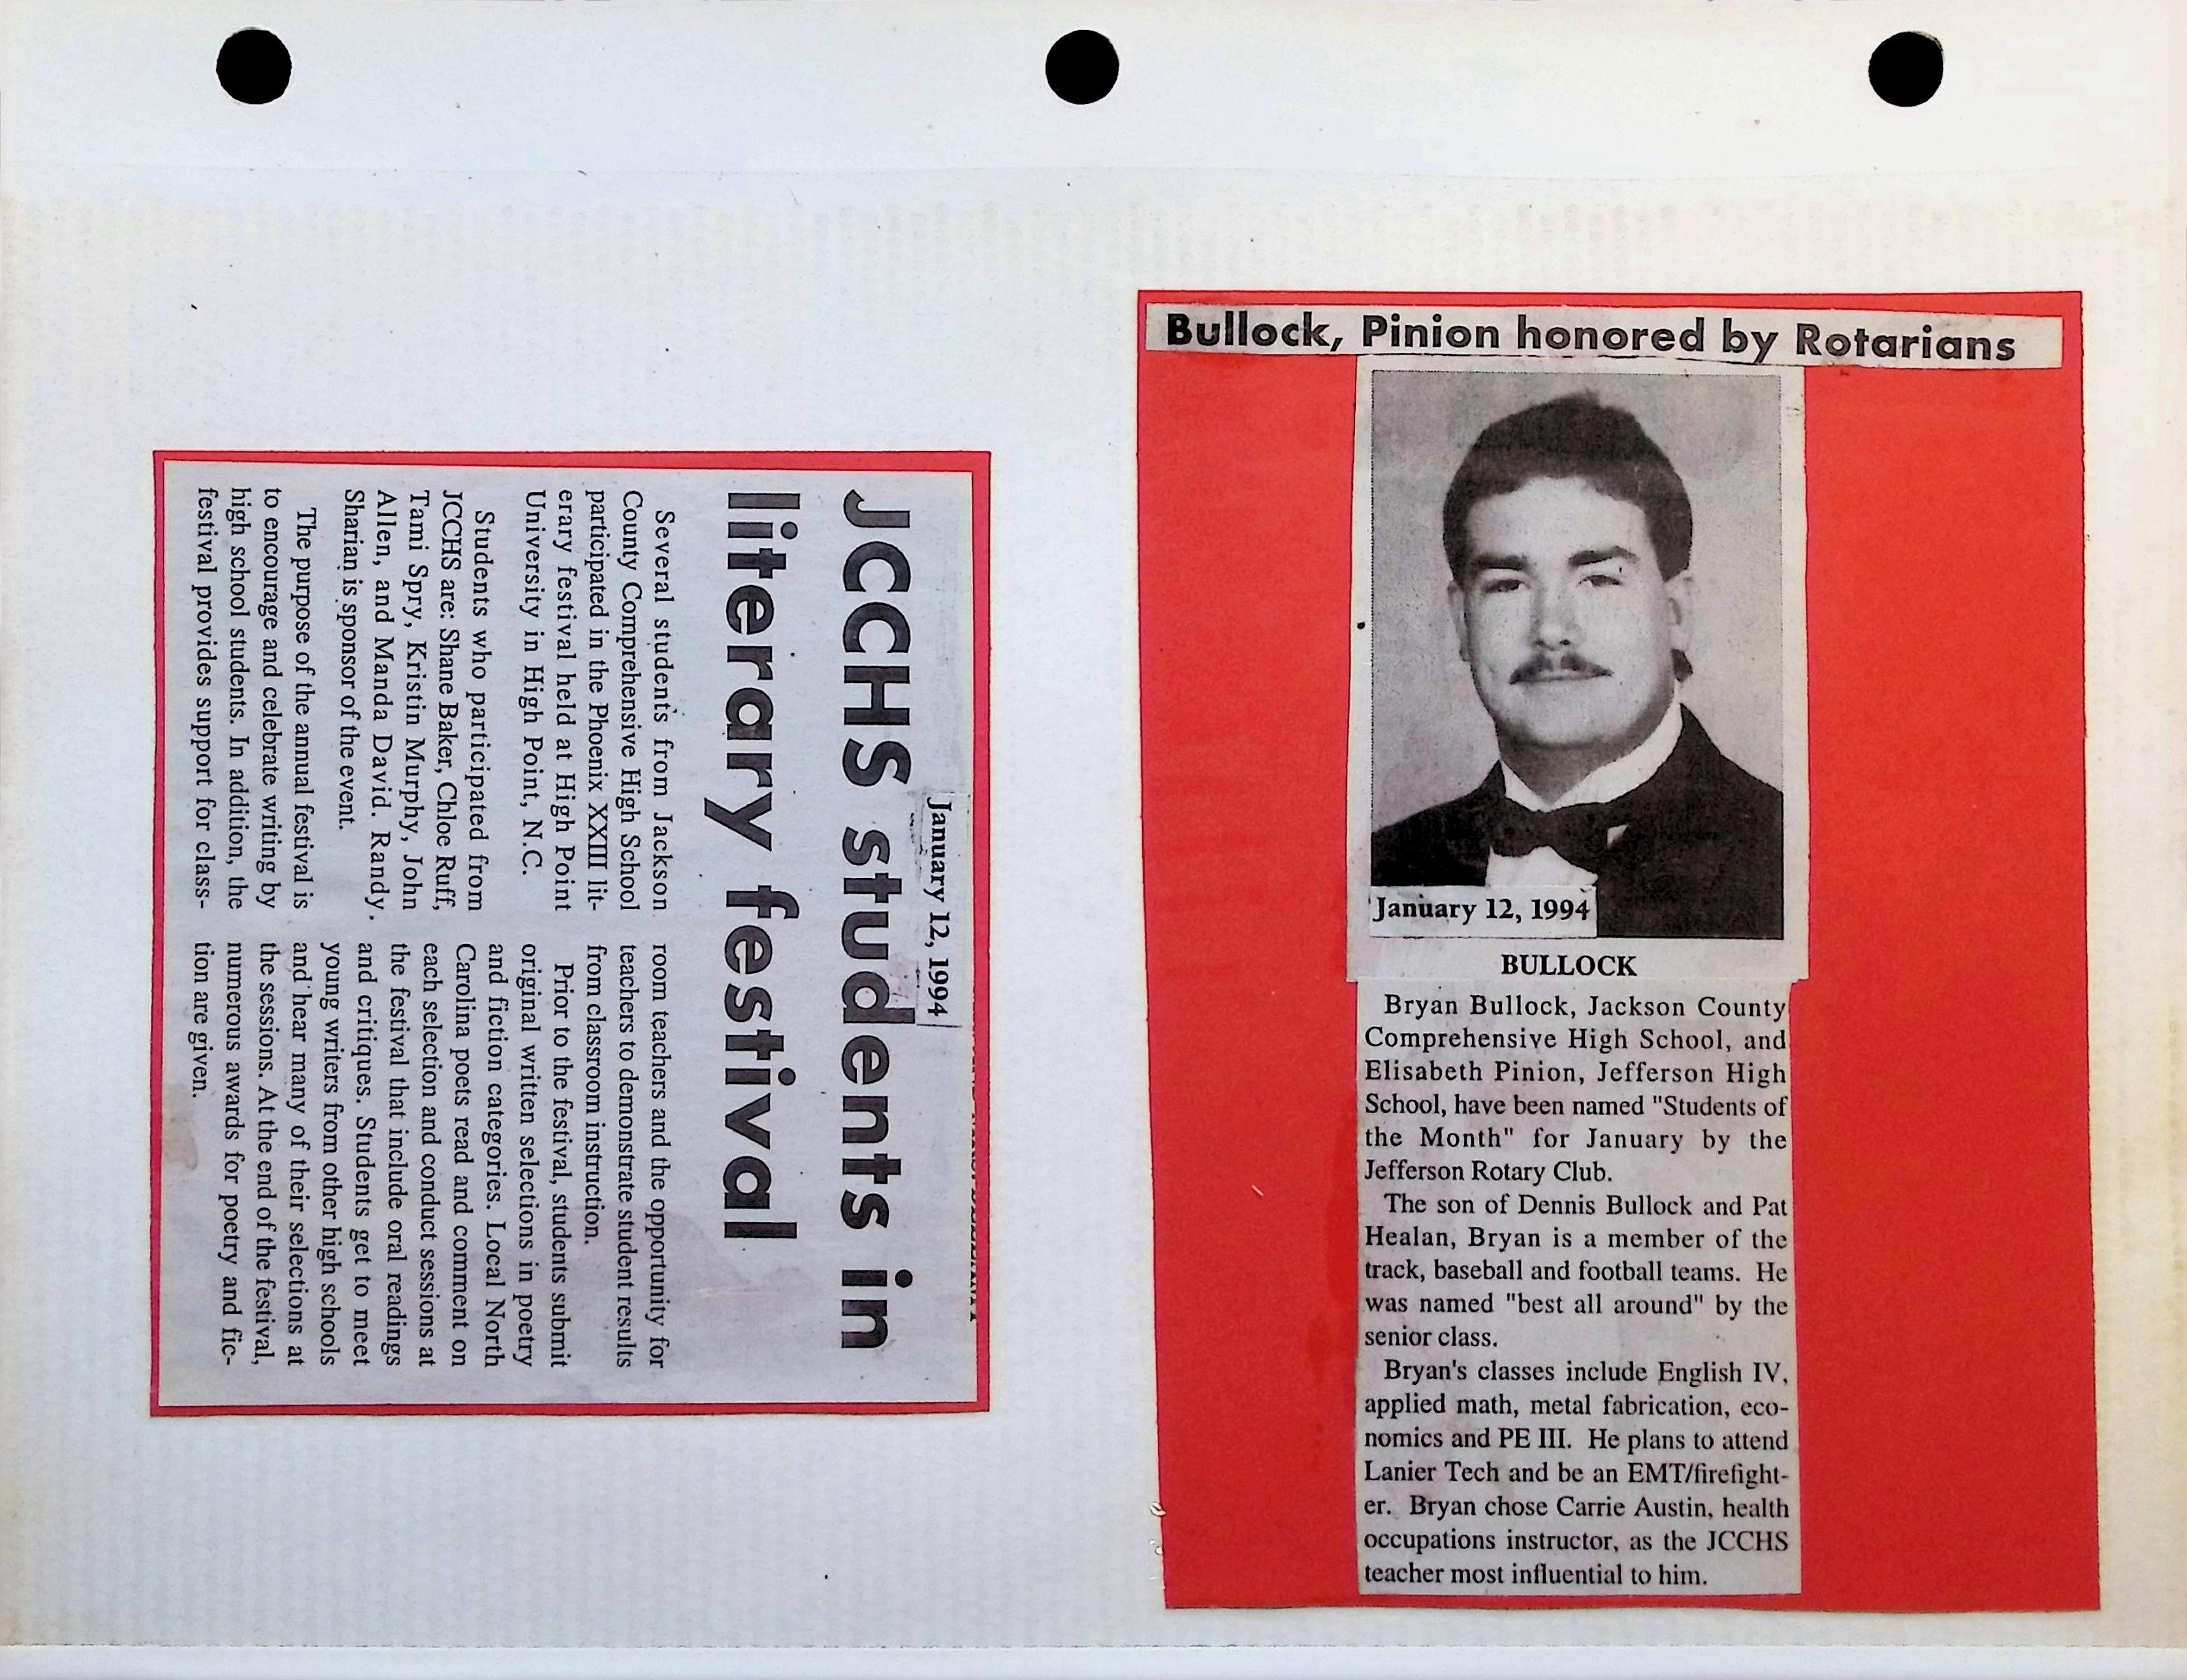 JCCHS students in
literary festival
January 12, 1994
Several students from Jackson
County Comprehensive High School
participated in the Phoenix XXIII lit-
erary festival held at High Point
University in High Point, N.C.
Students who participated from
JCCHS are: Shane Baker, Chloe Ruff,
Tami Spry, Kristin Murphy, John
Allen, and Manda David. Randy
Sharian is sponsor of the event.
The purpose of the annual festival is
to encourage and celebrate writing by
high school students. In addition, the
festival provides support for class-
room teachers and the opportunity for
teachers to demonstrate student results
from classroom instruction.
Prior to the festival, students submit
original written selections in poetry
and fiction categories. Local North
Carolina poets read and comment on
each selection and conduct sessions at
the festival that include oral readings
and critiques. Students get to meet
young writers from other high schools
and hear many of their selections at
the sessions. At the end of the festival,
numerous awards for poetry and fic-
tion are given.
Bullock, Pinion honored by Rotarians
January 12, 1994
BULLOCK
Bryan Bullock, Jackson County
Comprehensive High School, and
Elisabeth Pinion, Jefferson High
School, have been named "Students of
the Month" for January by the
Jefferson Rotary Club.
The son of Dennis Bullock and Pat
Healan, Bryan is a member of the
track, baseball and football teams. He
was named "best all around" by the
senior class.
Bryan's classes include English IV,
applied math, metal fabrication, eco-
nomics and PE III. He plans to attend
Lanier Tech and be an EMT/firefight-
er. Bryan chose Carrie Austin, health
occupations instructor, as the JCCHS
teacher most influential to him.